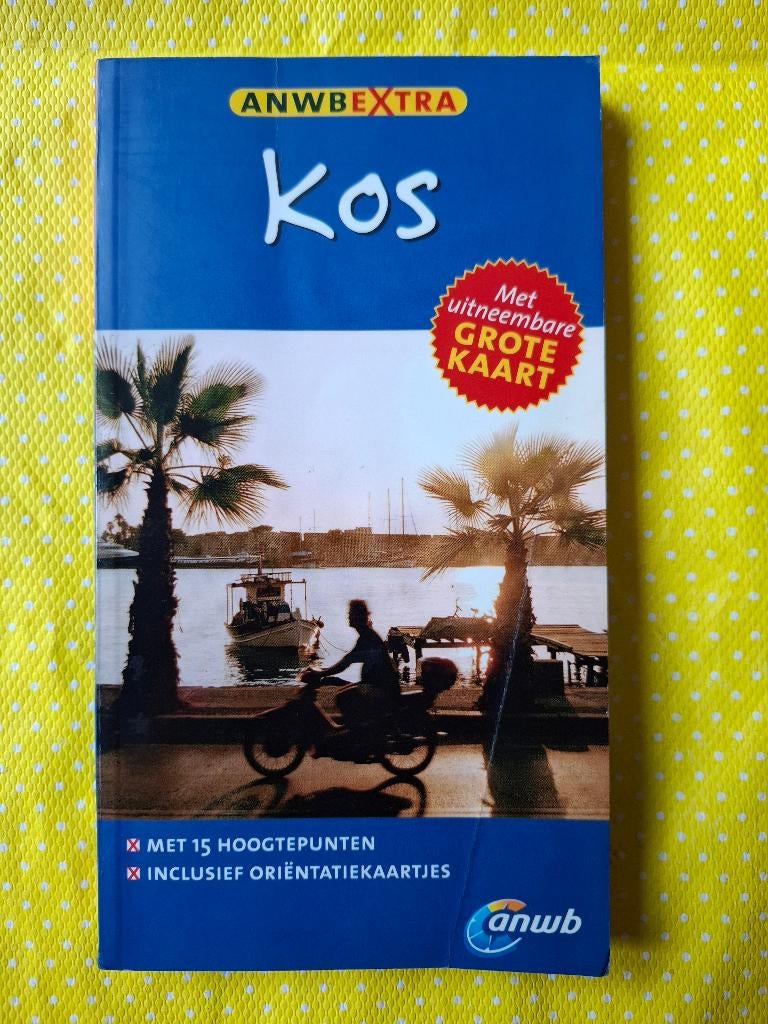 ANWBEXTRA
Kos
Met
uitneembare
GROTE
KAART
MET 15 HOOGTEPUNTEN
INCLUSIEF ORIËNTATIEKAARTJES
anwb